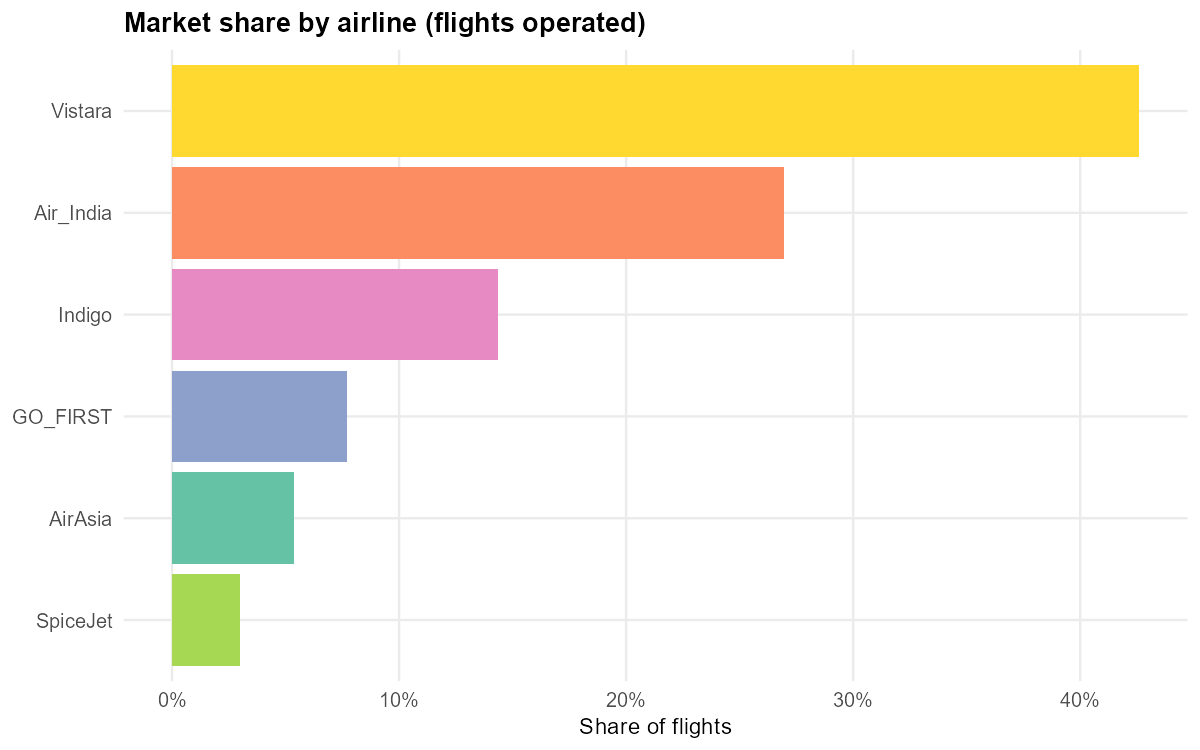 Market share by airline (flights operated)
Vistara
Air_India
Indigo
GO_FIRST
AirAsia
SpiceJet
0% 10% 20% 30% 40%
Share of flights